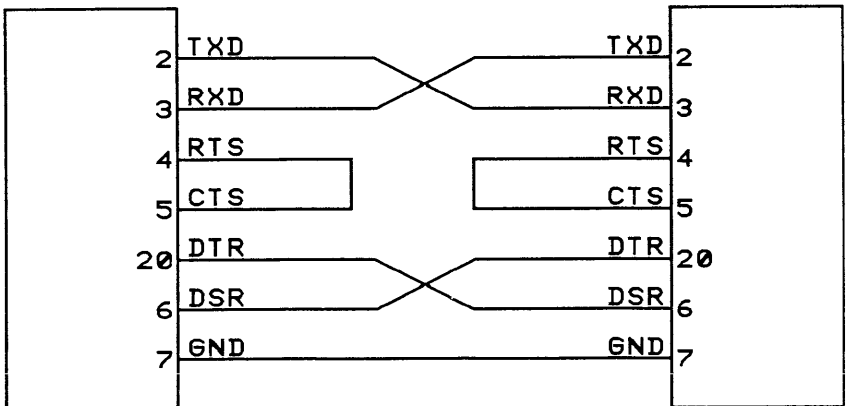 2 TXD TXD 2
3 RXD RXD 3
4 RTS RTS 4
5 CTS CTS 5
20 DTR DTR 20
6 DSR DSR 6
7 GND GND 7